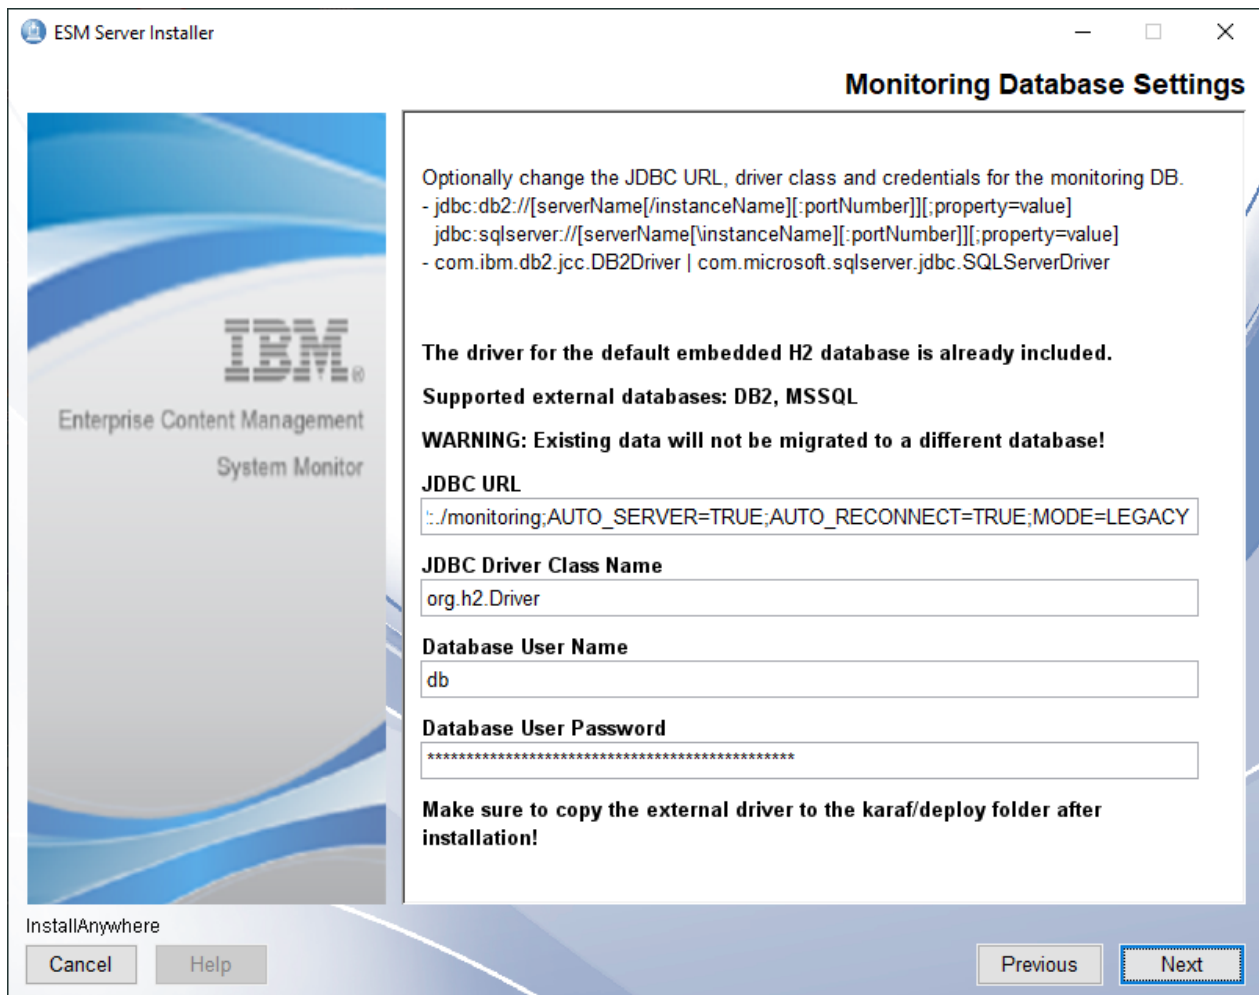 ESM Server Installer
Monitoring Database Settings
Optionally change the JDBC URL, driver class and credentials for the monitoring DB.
- jdbc:db2://[serverName[/instanceName][:portNumber]][;property=value]
jdbc:sqlserver://[serverName[\instanceName][:portNumber]][;property=value]
- com.ibm.db2.jcc.DB2Driver | com.microsoft.sqlserver.jdbc.SQLServerDriver
The driver for the default embedded H2 database is already included.
Supported external databases: DB2, MSSQL
WARNING: Existing data will not be migrated to a different database!
IBM®
Enterprise Content Management
System Monitor
JDBC URL
:./monitoring;AUTO_SERVER=TRUE;AUTO_RECONNECT=TRUE;MODE=LEGACY
JDBC Driver Class Name
org.h2.Driver
Database User Name
db
Database User Password
***********************************************
Make sure to copy the external driver to the karaf/deploy folder after
installation!
InstallAnywhere
Cancel
Help
Previous
Next